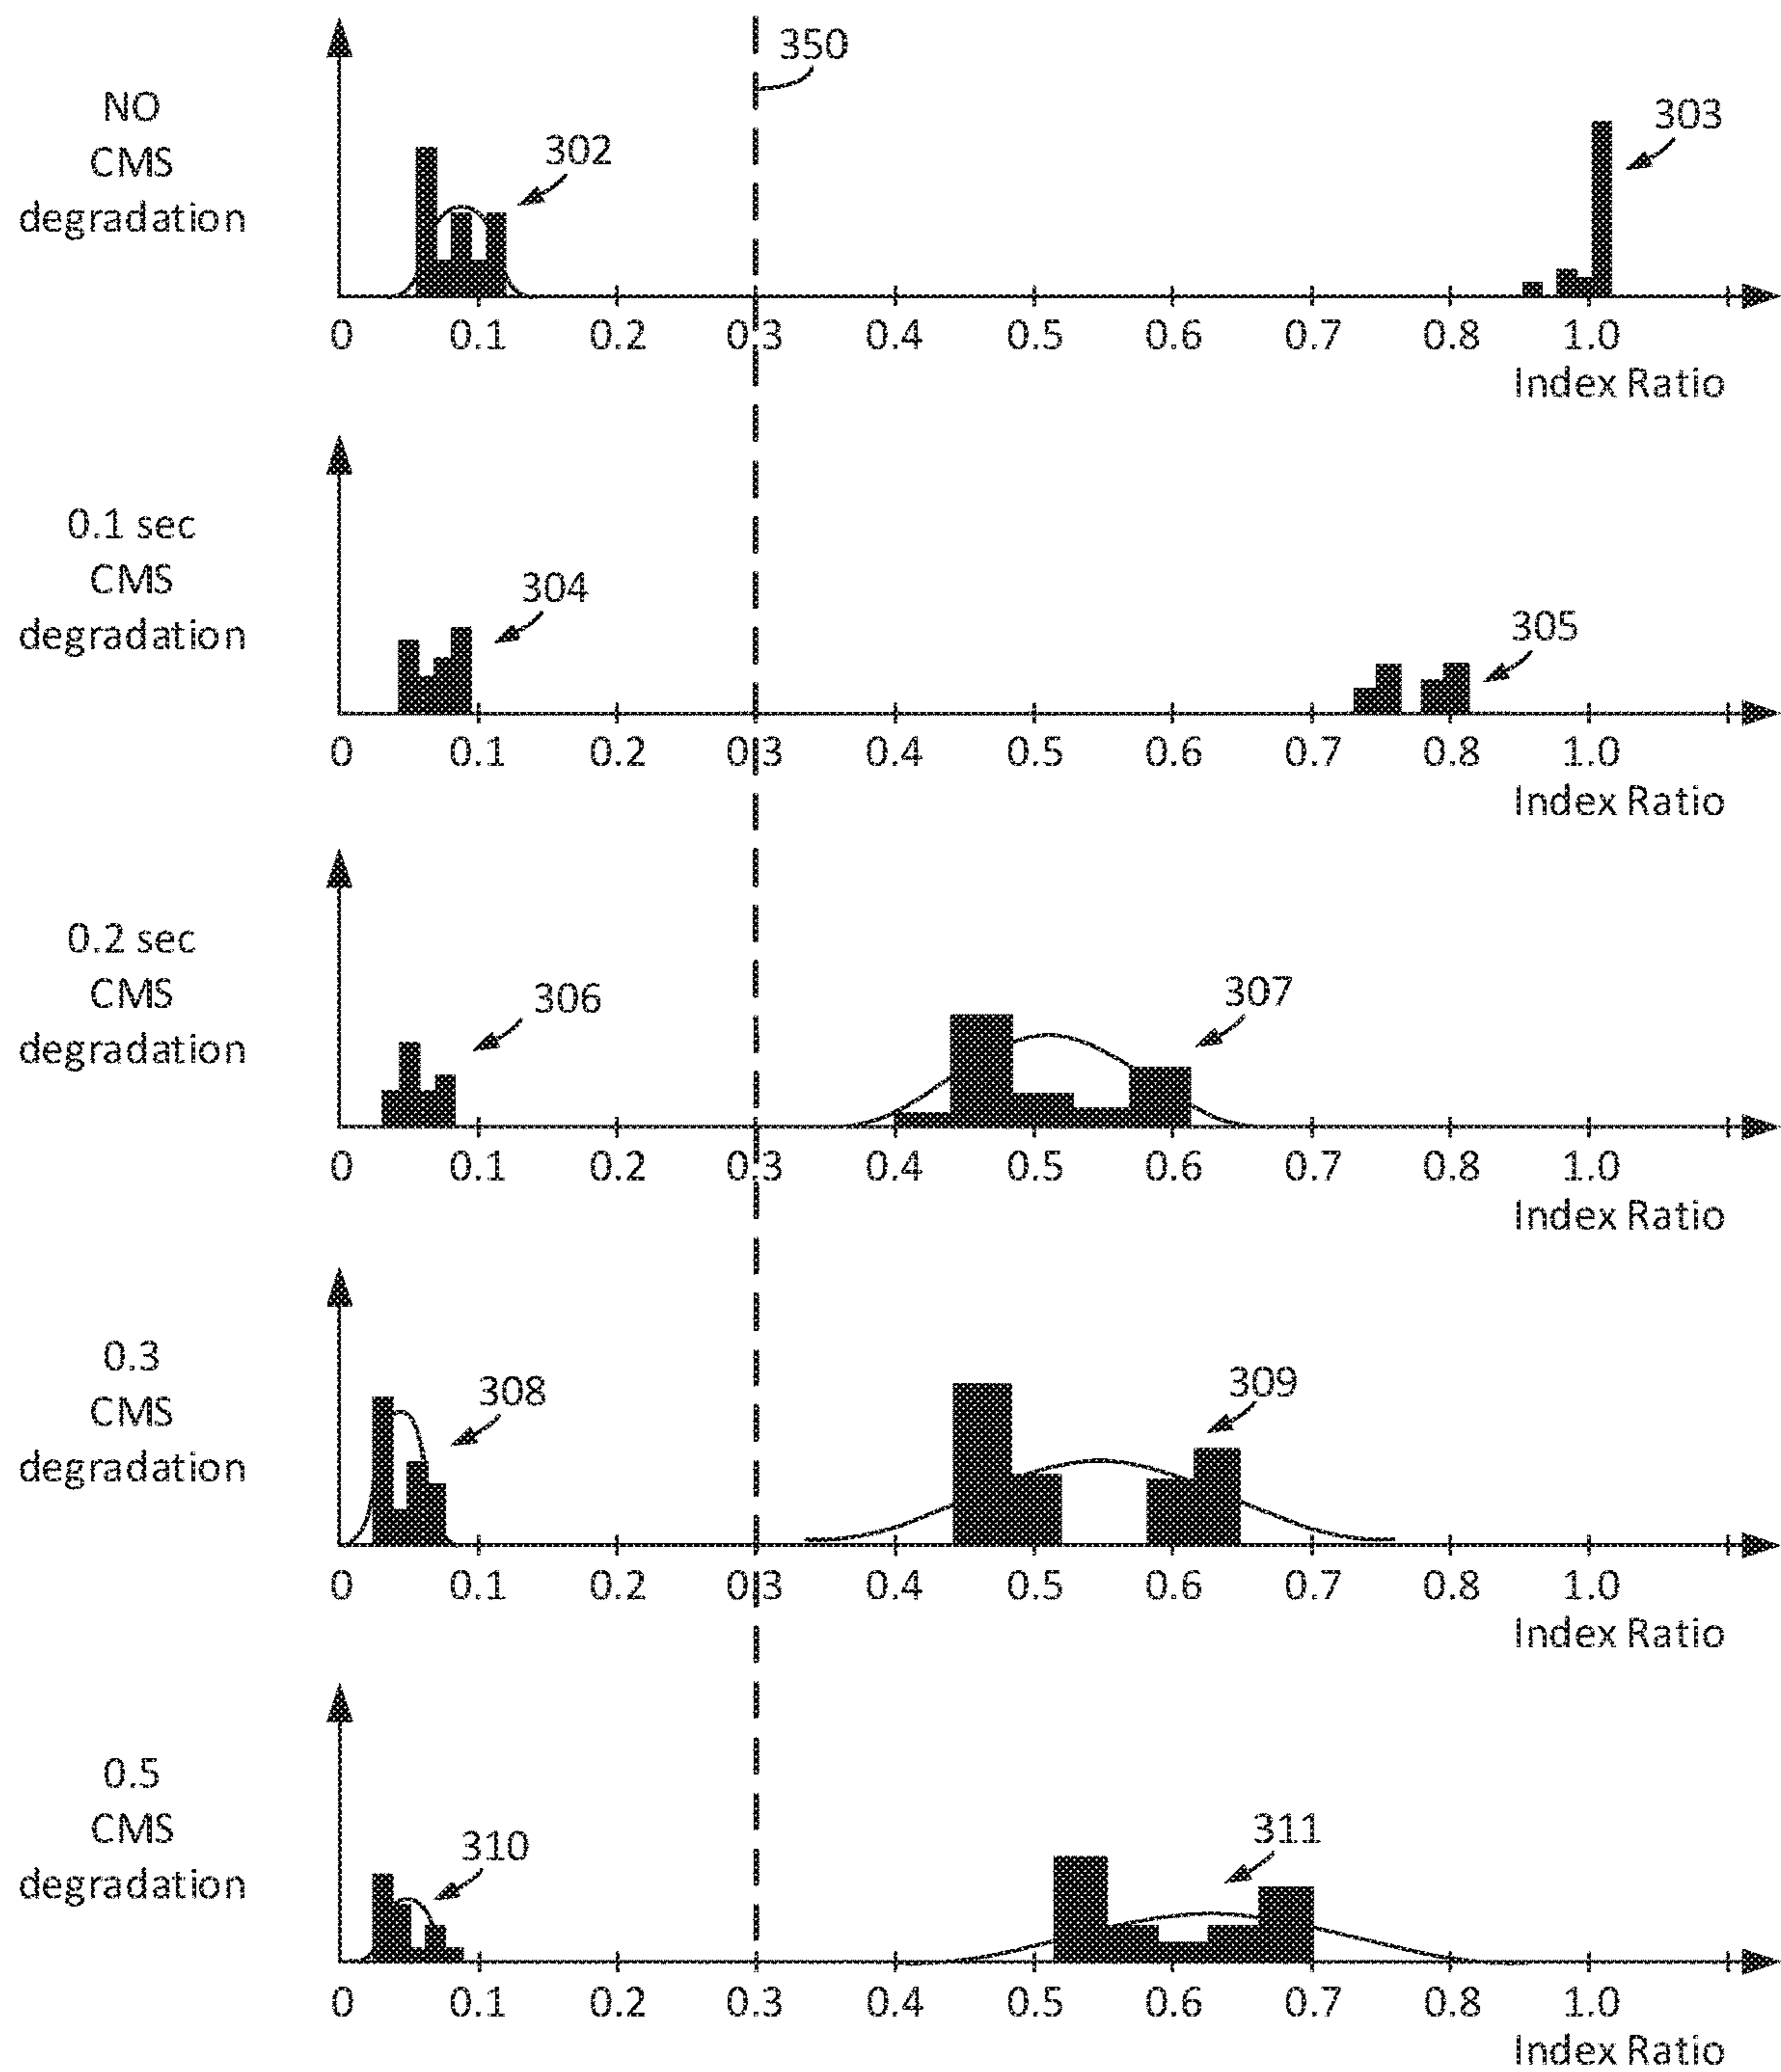 350
NO
CMS
degradation
302
303
0 0.1 0.2 0.3 0.4 0.5 0.6 0.7 0.8 1.0
Index Ratio
0.1 sec
CMS
degradation
304
305
0 0.1 0.2 0.3 0.4 0.5 0.6 0.7 0.8 1.0
Index Ratio
0.2 sec
CMS
degradation
306
307
0 0.1 0.2 0.3 0.4 0.5 0.6 0.7 0.8 1.0
Index Ratio
0.3
CMS
degradation
308
309
0 0.1 0.2 0.3 0.4 0.5 0.6 0.7 0.8 1.0
Index Ratio
0.5
CMS
degradation
310
311
0 0.1 0.2 0.3 0.4 0.5 0.6 0.7 0.8 1.0
Index Ratio